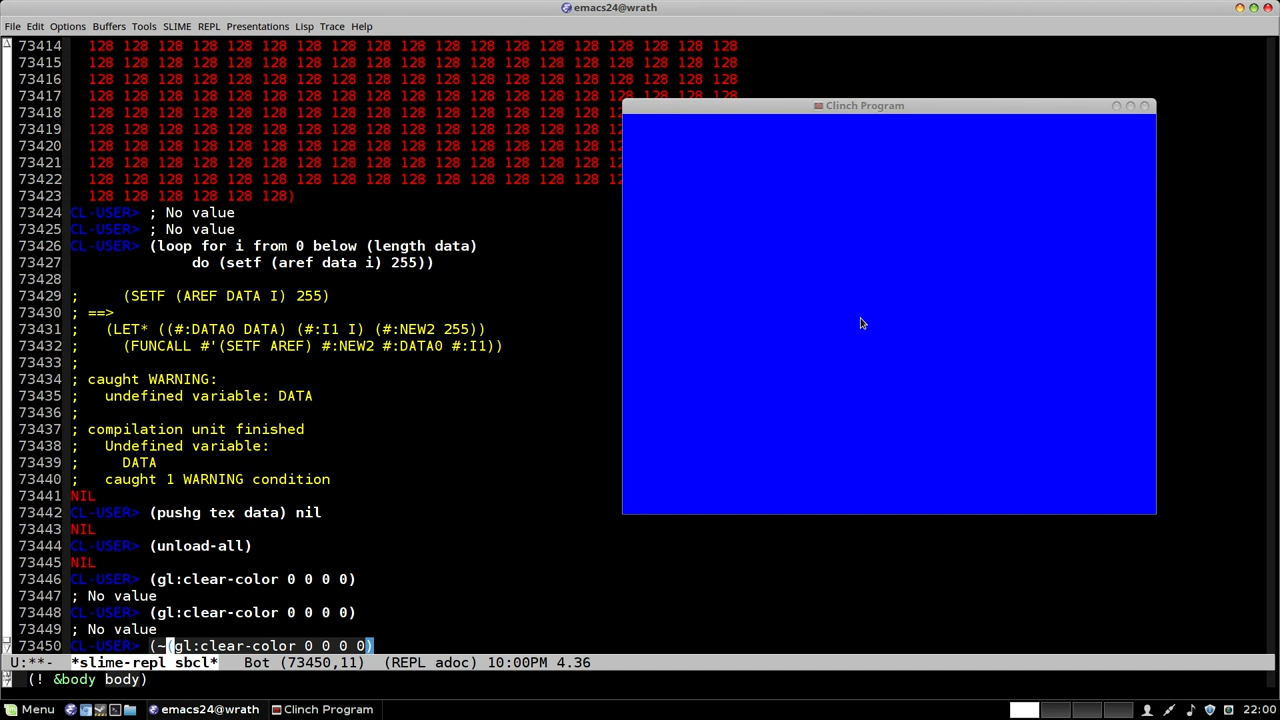 emacs24@wrath
File Edit Options Buffers Tools SLIME REPL Presentations Lisp Trace Help
73414 128 128 128 128 128 128 128 128 128 128 128 128 128 128 128 128 128 128 128
73415 128 128 128 128 128 128 128 128 128 128 128 128 128 128 128 128 128 128 128
73416 128 128 128 128 128 128 128 128 128 128 128 128 128 128 128 128 128 128 128
73417 128 128 128 128 128 128 128 128 128 128 128 128 128 128 128 128 128 128 128
Clinch Program
73418 128 128 128 128 128 128 128 128 128 128 128 128 128 128 128
73419 128 128 128 128 128 128 128 128 128 128 128 128 128 128 128
73420 128 128 128 128 128 128 128 128 128 128 128 128 128 128 128
73421 128 128 128 128 128 128 128 128 128 128 128 128 128 128 128
73422 128 128 128 128 128 128 128 128 128 128 128 128 128 128 128
73423 128 128 128 128 128 128)
73424 CL-USER> ; No value
73425 CL-USER> ; No value
73426 CL-USER> (loop for i from 0 below (length data)
73427 do (setf (aref data i) 255))
73428
73429 ; (SETF (AREF DATA I) 255)
73430 ; ==>
73431 ; (LET* ((#:DATA0 DATA) (#:I1 I) (#:NEW2 255))
73432 ; (FUNCALL #'(SETF AREF) #:NEW2 #:DATA0 #:I1))
73433 ;
73434 ; caught WARNING:
73435 ; undefined variable: DATA
73436 ;
73437 ; compilation unit finished
73438 ; Undefined variable:
73439 ; DATA
73440 ; caught 1 WARNING condition
73441 NIL
73442 CL-USER> (pushg tex data) nil
73443 NIL
73444 CL-USER> (unload-all)
73445 NIL
73446 CL-USER> (gl:clear-color 0 0 0 0)
73447 ; No value
73448 CL-USER> (gl:clear-color 0 0 0 0)
73449 ; No value
73450 CL-USER> (~(gl:clear-color 0 0 0 0)
U:**- *slime-repl sbcl* Bot (73450,11) (REPL adoc) 10:00PM 4.36
(! &body body)
Menu emacs24@wrath Clinch Program 22:00